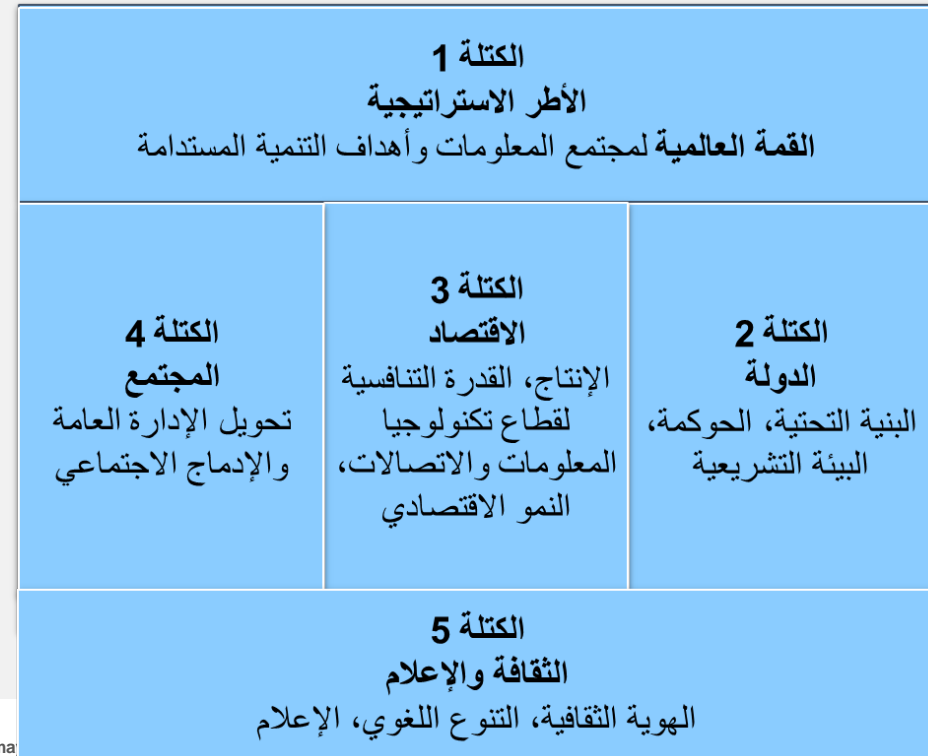 الكتلة 1
الأطر الاستراتيجية
القمة العالمية لمجتمع المعلومات وأهداف التنمية المستدامة
الكتلة 2
الدولة
البنية التحتية، الحوكمة،
البيئة التشريعية
الكتلة 3
الاقتصاد
الإنتاج، القدرة التنافسية
لقطاع تكنولوجيا
المعلومات والاتصالات،
النمو الاقتصادي
الكتلة 4
المجتمع
تحويل الإدارة العامة
والإدماج الاجتماعي
الكتلة 5
الثقافة والإعلام
الهوية الثقافية، التنوع اللغوي، الإعلام